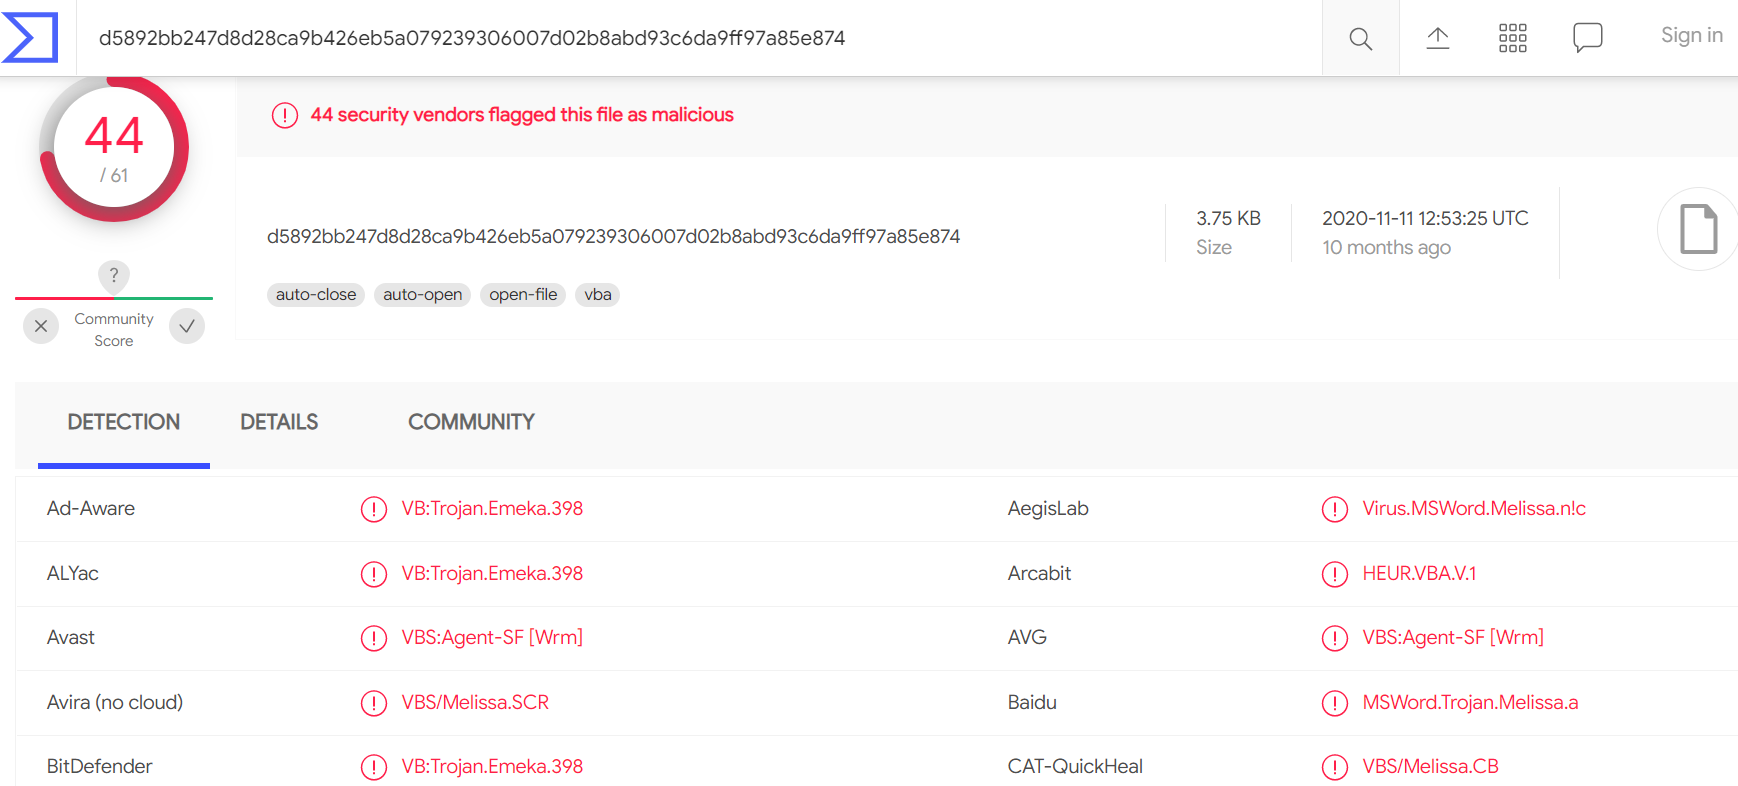 d5892bb247d8d28ca9b426eb5a079239306007d02b8abd93c6da9ff97a85e874
Sign in
44
/ 61
44 security vendors flagged this file as malicious
d5892bb247d8d28ca9b426eb5a079239306007d02b8abd93c6da9ff97a85e874
3.75 KB
Size
2020-11-11 12:53:25 UTC
10 months ago
auto-close auto-open open-file vba
?
Community
Score
DETECTION DETAILS COMMUNITY
Ad-Aware VB:Trojan.Emeka.398 AegisLab Virus.MSWord.Melissa.n!c
ALYac VB:Trojan.Emeka.398 Arcabit HEUR.VBA.V.1
Avast VBS:Agent-SF [Wrm] AVG VBS:Agent-SF [Wrm]
Avira (no cloud) VBS/Melissa.SCR Baidu MSWord.Trojan.Melissa.a
BitDefender VB:Trojan.Emeka.398 CAT-QuickHeal VBS/Melissa.CB